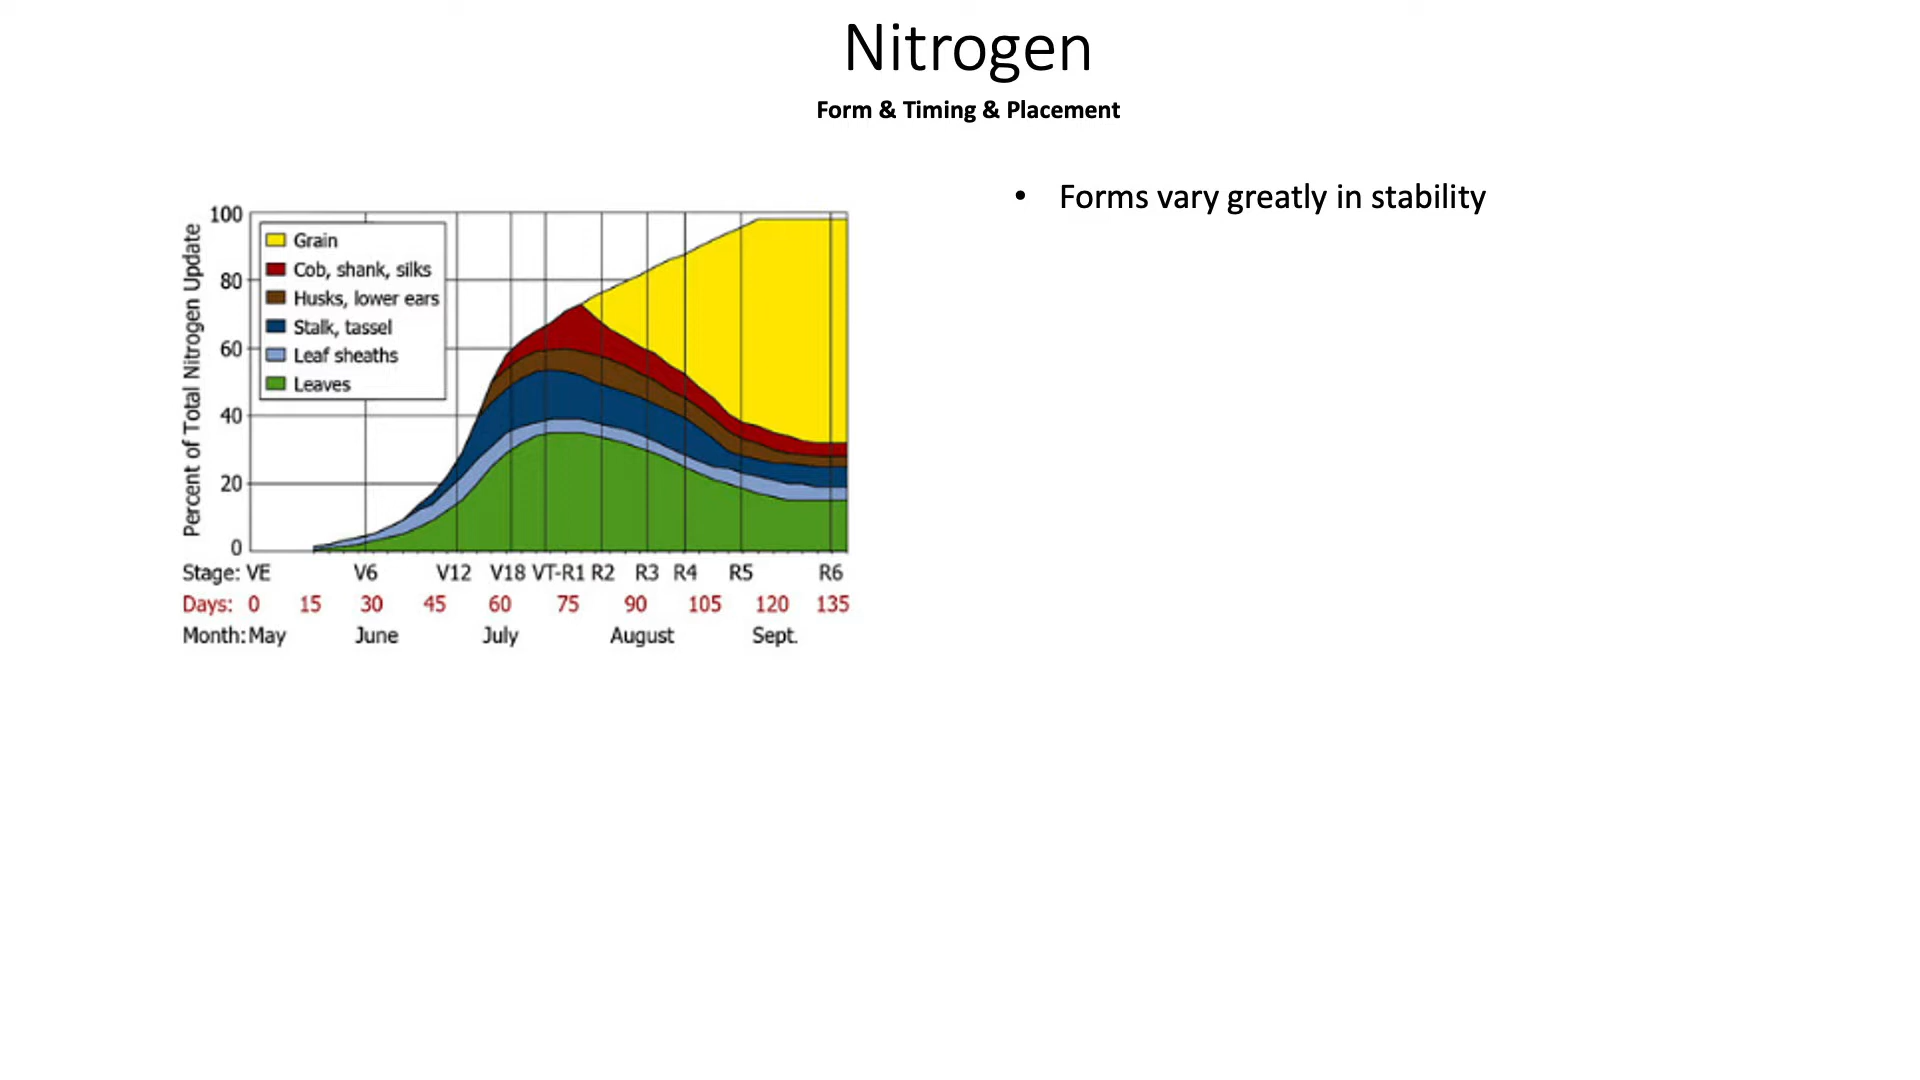 Nitrogen
Form & Timing & Placement
• Forms vary greatly in stability
Percent of Total Nitrogen Update
100
80
60
40
20
0
Grain
Cob, shank, silks
Husks, lower ears
Stalk, tassel
Leaf sheaths
Leaves
Stage: VE V6 V12 V18 VT-R1 R2 R3 R4 R5 R6
Days: 0 15 30 45 60 75 90 105 120 135
Month: May June July August Sept.